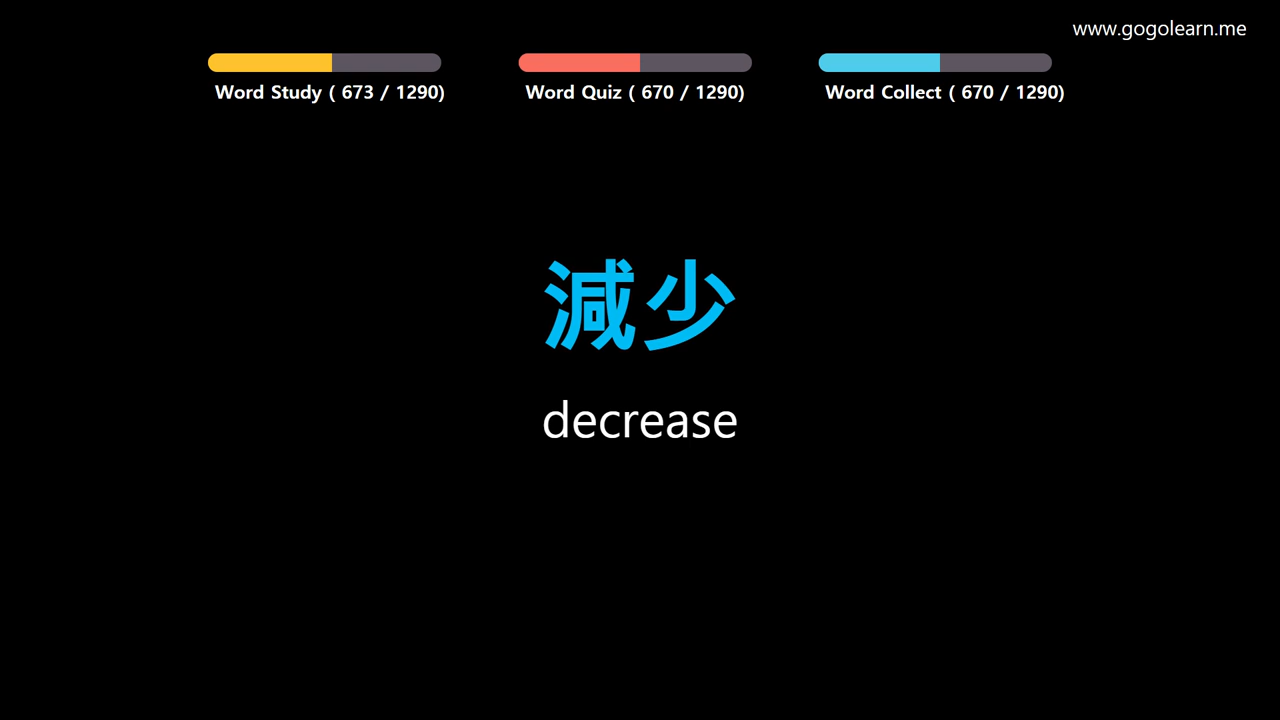 www.gogolearn.me
Word Study ( 673 / 1290)
Word Quiz ( 670 / 1290)
Word Collect ( 670 / 1290)
減少
decrease